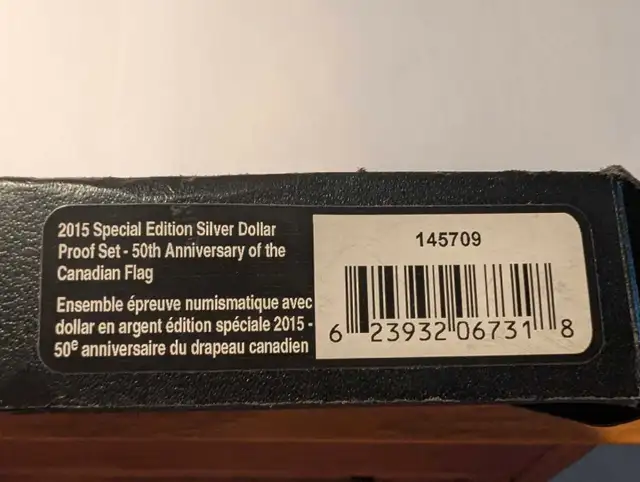 2015 Special Edition Silver Dollar
Proof Set - 50th Anniversary of the
Canadian Flag
Ensemble épreuve numismatique avec
dollar en argent édition spéciale 2015 -
50e anniversaire du drapeau canadien
145709
6 23932 06731 8